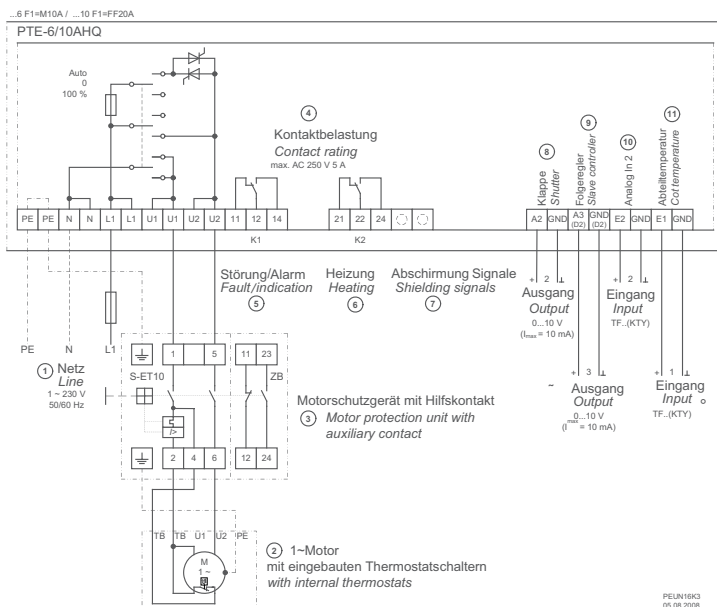 ...6 F1=M10A / ...10 F1=FF20A
PTE-6/10AHQ
Auto
0
100 %
4
Kontaktbelastung
Contact rating
max. AC 250 V 5 A
8
Klappe
Shutter
9
Folgeregler
Slave controller
10
Analog In 2
11
Abteiltemperatur
Cot temperature
PE PE N N L1 L1 U1 U1 U2 U2 11 12 14
K1
21 22 24
K2
A2 GND A3 (D2) GND (D2) E2 GND E1 GND
Störung/Alarm
Fault/indication
5
Heizung
Heating
6
Abschirmung Signale
Shielding signals
7
+ 2 ⊥
Ausgang
Output
0...10 V
(Imax = 10 mA)
+ 2 ⊥
Eingang
Input
TF..(KTY)
~
+ 3 ⊥
Ausgang
Output
0...10 V
(Imax = 10 mA)
+ 1 ⊥
Eingang
Input
TF..(KTY)
PE N L1
1 Netz
Line
1 ~ 230 V
50/60 Hz
1 5 11 23
S-ET10
ZB
I>
2 4 6 12 24
Motorschutzgerät mit Hilfskontakt
3 Motor protection unit with
auxiliary contact
TB TB U1 U2 PE
M
1 ~
2 1~Motor
mit eingebauten Thermostatschaltern
with internal thermostats
PEUN16K3
05.08.2008